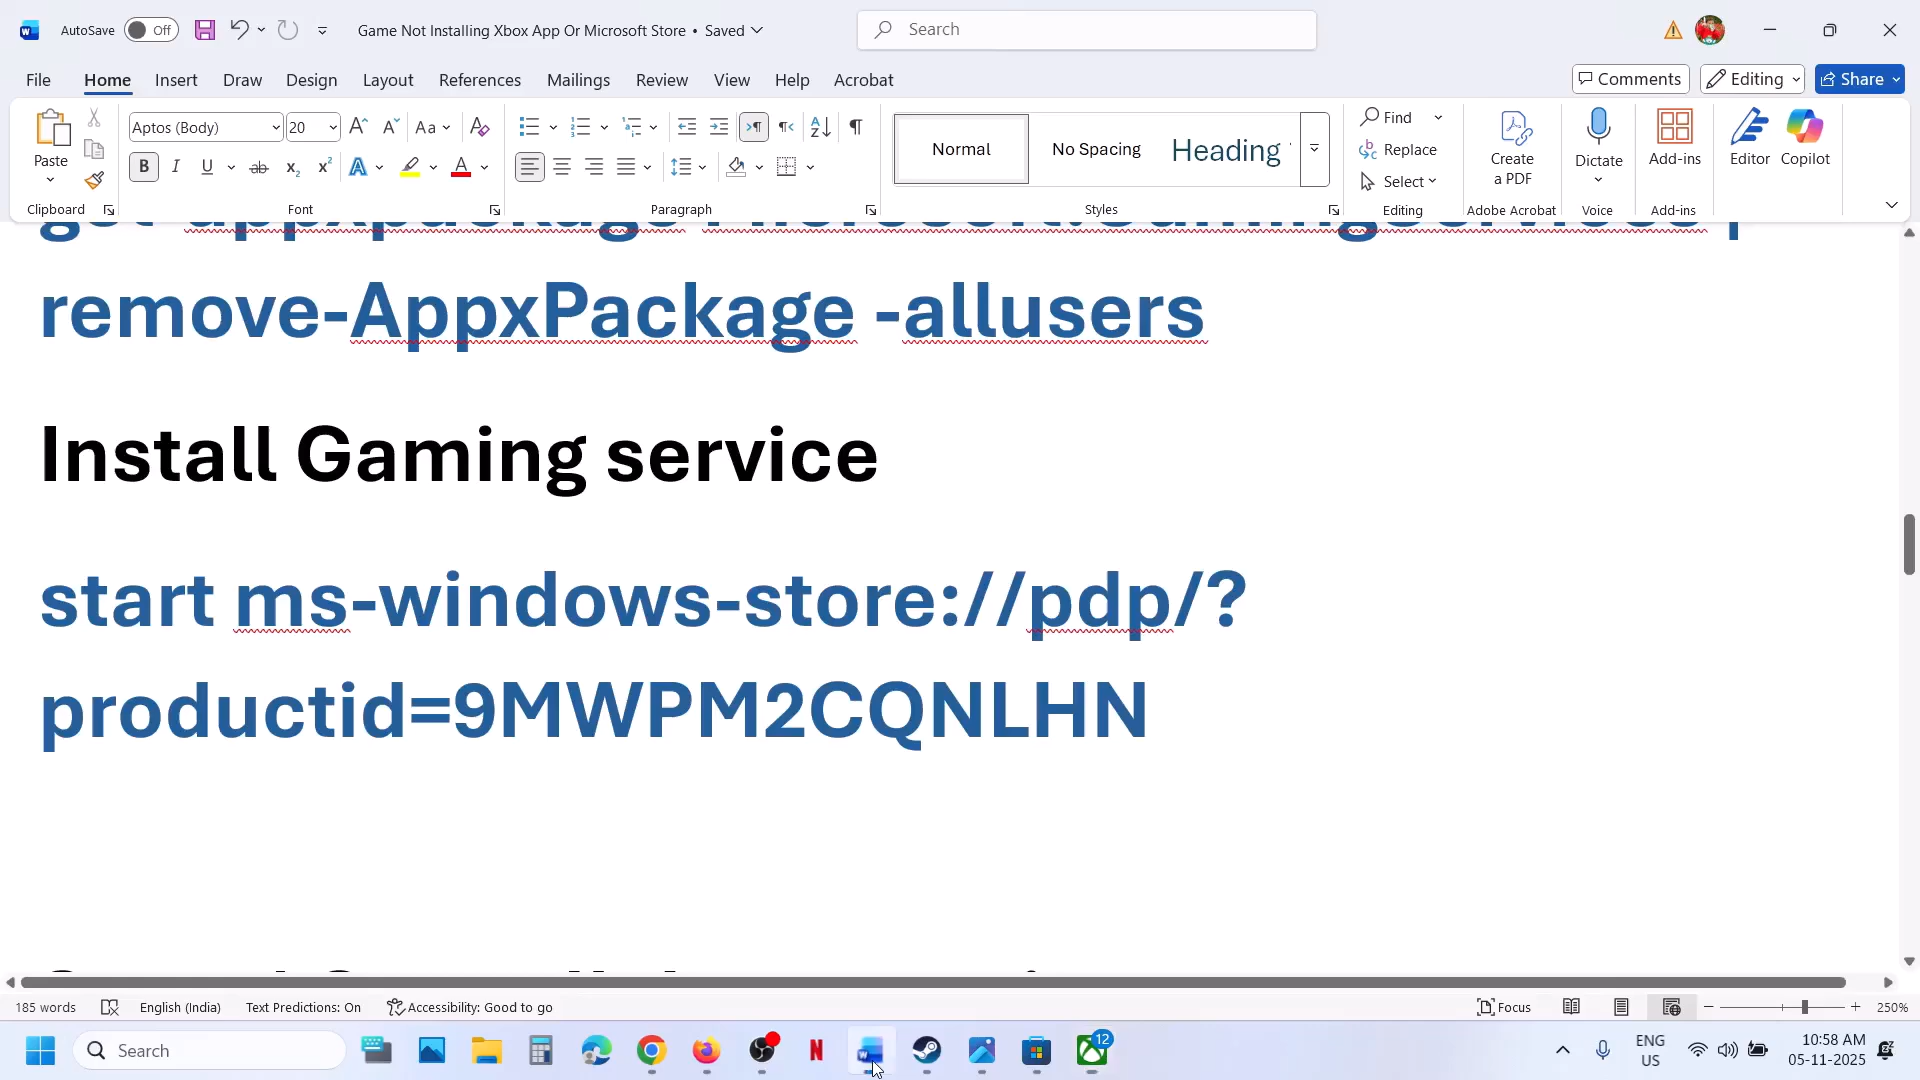 AutoSave Off
Game Not Installing Xbox App Or Microsoft Store • Saved
Search
File Home Insert Draw Design Layout References Mailings Review View Help Acrobat
Comments Editing Share
Aptos (Body) 20
Paste
Clipboard
Font
Paragraph
Normal No Spacing Heading
Styles
Find
Replace
Select
Editing
Create a PDF
Adobe Acrobat
Dictate
Voice
Add-ins
Add-ins
Editor
Copilot
remove-AppxPackage -allusers
Install Gaming service
start ms-windows-store://pdp/?
productid=9MWPM2CQNLHN
185 words English (India) Text Predictions: On Accessibility: Good to go
Focus 250%
Search
12
ENG
US
10:58 AM
05-11-2025